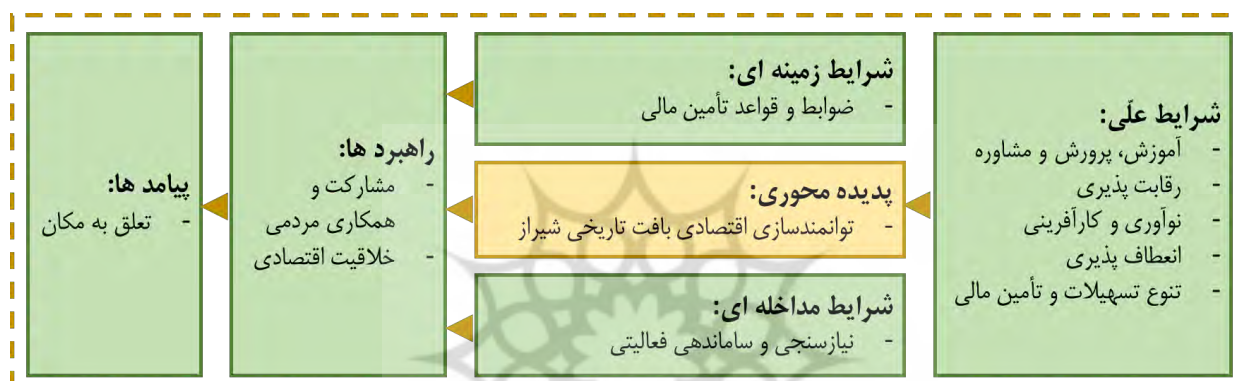 شرایط علّی:
- آموزش، پرورش و مشاوره
- رقابت پذیری
- نوآوری و کارآفرینی
- انعطاف پذیری
- تنوع تسهیلات و تأمین مالی
شرایط زمینه ای:
- ضوابط و قواعد تأمین مالی
پدیده محوری:
- توانمندسازی اقتصادی بافت تاریخی شیراز
شرایط مداخله ای:
- نیازسنجی و ساماندهی فعالیتی
راهبرد ها:
- مشارکت و
همکاری مردمی
- خلاقیت اقتصادی
پیامد ها:
- تعلق به مکان